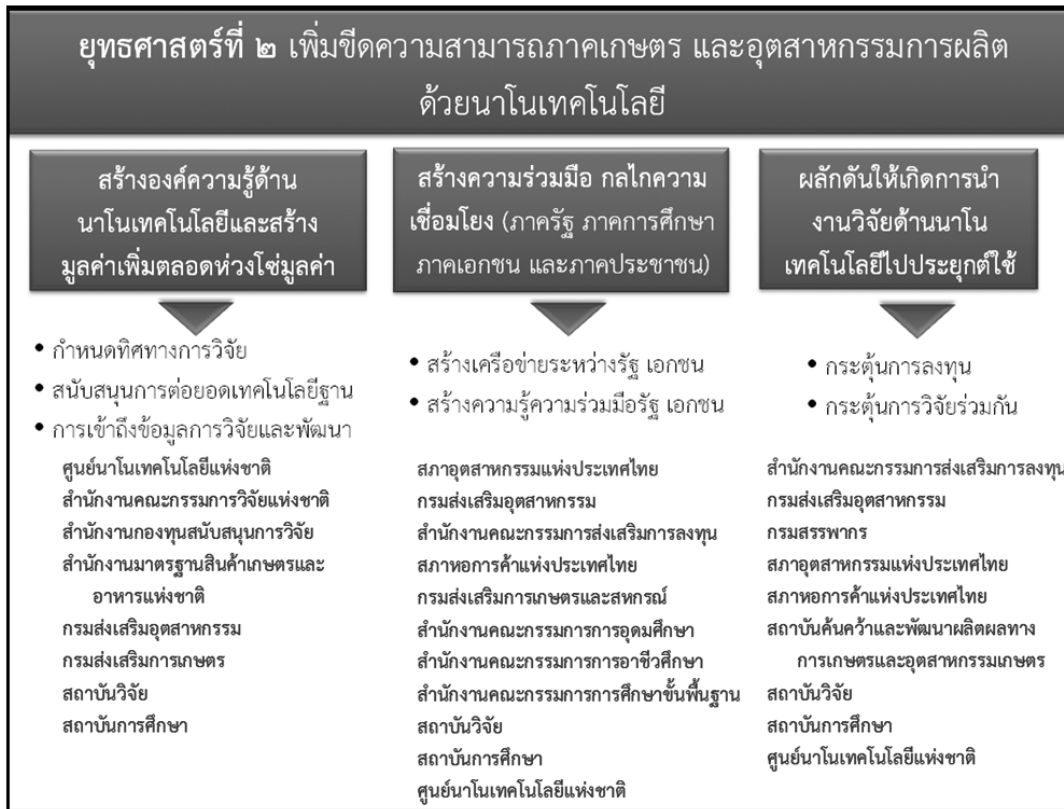 ยุทธศาสตร์ที่ ๒ เพิ่มขีดความสามารถภาคเกษตร และอุตสาหกรรมการผลิต
ด้วยนาโนเทคโนโลยี
สร้างองค์ความรู้ด้าน
นาโนเทคโนโลยีและสร้าง
มูลค่าเพิ่มตลอดห่วงโซ่มูลค่า
• กำหนดทิศทางการวิจัย
• สนับสนุนการต่อยอดเทคโนโลยีฐาน
• การเข้าถึงข้อมูลการวิจัยและพัฒนา
ศูนย์นาโนเทคโนโลยีแห่งชาติ
สำนักงานคณะกรรมการวิจัยแห่งชาติ
สำนักงานกองทุนสนับสนุนการวิจัย
สำนักงานมาตรฐานสินค้าเกษตรและ
อาหารแห่งชาติ
กรมส่งเสริมอุตสาหกรรม
กรมส่งเสริมการเกษตร
สถาบันวิจัย
สถาบันการศึกษา
สร้างความร่วมมือ กลไกความ
เชื่อมโยง (ภาครัฐ ภาคการศึกษา
ภาคเอกชน และภาคประชาชน)
• สร้างเครือข่ายระหว่างรัฐ เอกชน
• สร้างความรู้ความร่วมมือรัฐ เอกชน
สภาอุตสาหกรรมแห่งประเทศไทย
กรมส่งเสริมอุตสาหกรรม
สำนักงานคณะกรรมการส่งเสริมการลงทุน
สภาหอการค้าแห่งประเทศไทย
กรมส่งเสริมการเกษตรและสหกรณ์
สำนักงานคณะกรรมการการอุดมศึกษา
สำนักงานคณะกรรมการการอาชีวศึกษา
สำนักงานคณะกรรมการการศึกษาขั้นพื้นฐาน
สถาบันวิจัย
สถาบันการศึกษา
ศูนย์นาโนเทคโนโลยีแห่งชาติ
ผลักดันให้เกิดการนำ
งานวิจัยด้านนาโน
เทคโนโลยีไปประยุกต์ใช้
• กระตุ้นการลงทุน
• กระตุ้นการวิจัยร่วมกัน
สำนักงานคณะกรรมการส่งเสริมการลงทุน
กรมส่งเสริมอุตสาหกรรม
กรมสรรพากร
สภาอุตสาหกรรมแห่งประเทศไทย
สภาหอการค้าแห่งประเทศไทย
สถาบันค้นคว้าและพัฒนาผลิตผลทาง
การเกษตรและอุตสาหกรรมเกษตร
สถาบันวิจัย
สถาบันการศึกษา
ศูนย์นาโนเทคโนโลยีแห่งชาติ